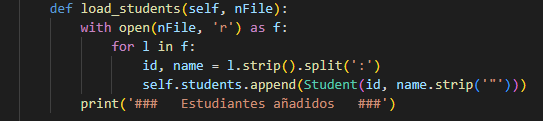 def load_students(self, nFile):
    with open(nFile, 'r') as f:
        for l in f:
            id, name = l.strip().split(':')
            self.students.append(Student(id, name.strip('"')))
    print('###   Estudiantes añadidos   ###')